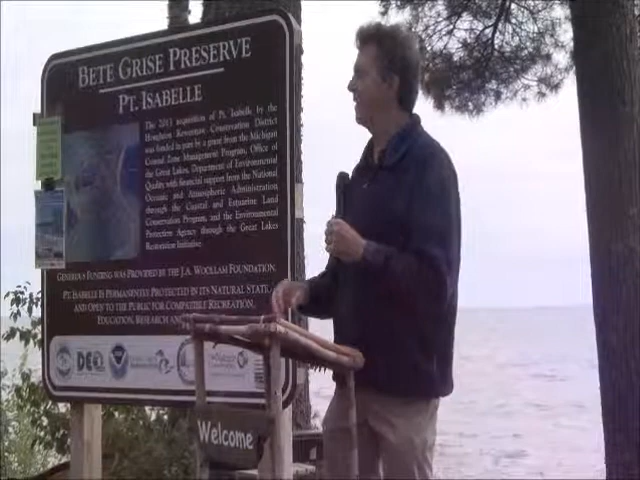 BETE GRISE PRESERVE
PT. ISABELLE
The 2013 acquisition of Pt. Isabelle by the
Houghton Keweenaw Conservation District
was funded in part by a grant from the Michigan
Coastal Zone Management Program, Office of
the Great Lakes, Department of Environmental
Quality with financial support from the National
Oceanic and Atmospheric Administration
through the Coastal and Estuarine Land
Conservation Program, and the Environmental
Protection Agency through the Great Lakes
Restoration Initiative
GENEROUS FUNDING WAS PROVIDED BY THE J.A. WOOLLAM FOUNDATION.
PT. ISABELLE IS PERMANENTLY PROTECTED IN ITS NATURAL STATE
AND OPEN TO THE PUBLIC FOR COMPATIBLE RECREATION,
EDUCATION, RESEARCH
DEQ
Welcome